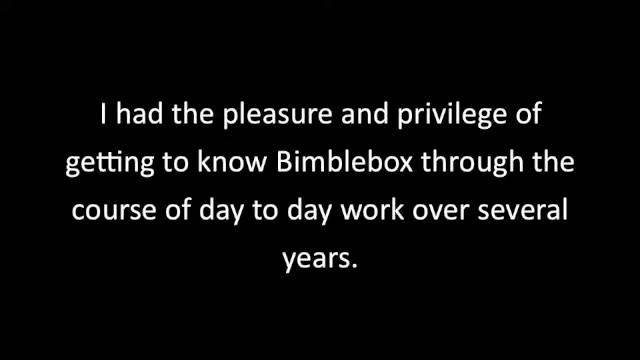 I had the pleasure and privilege of
getting to know Bimblebox through the
course of day to day work over several
years.